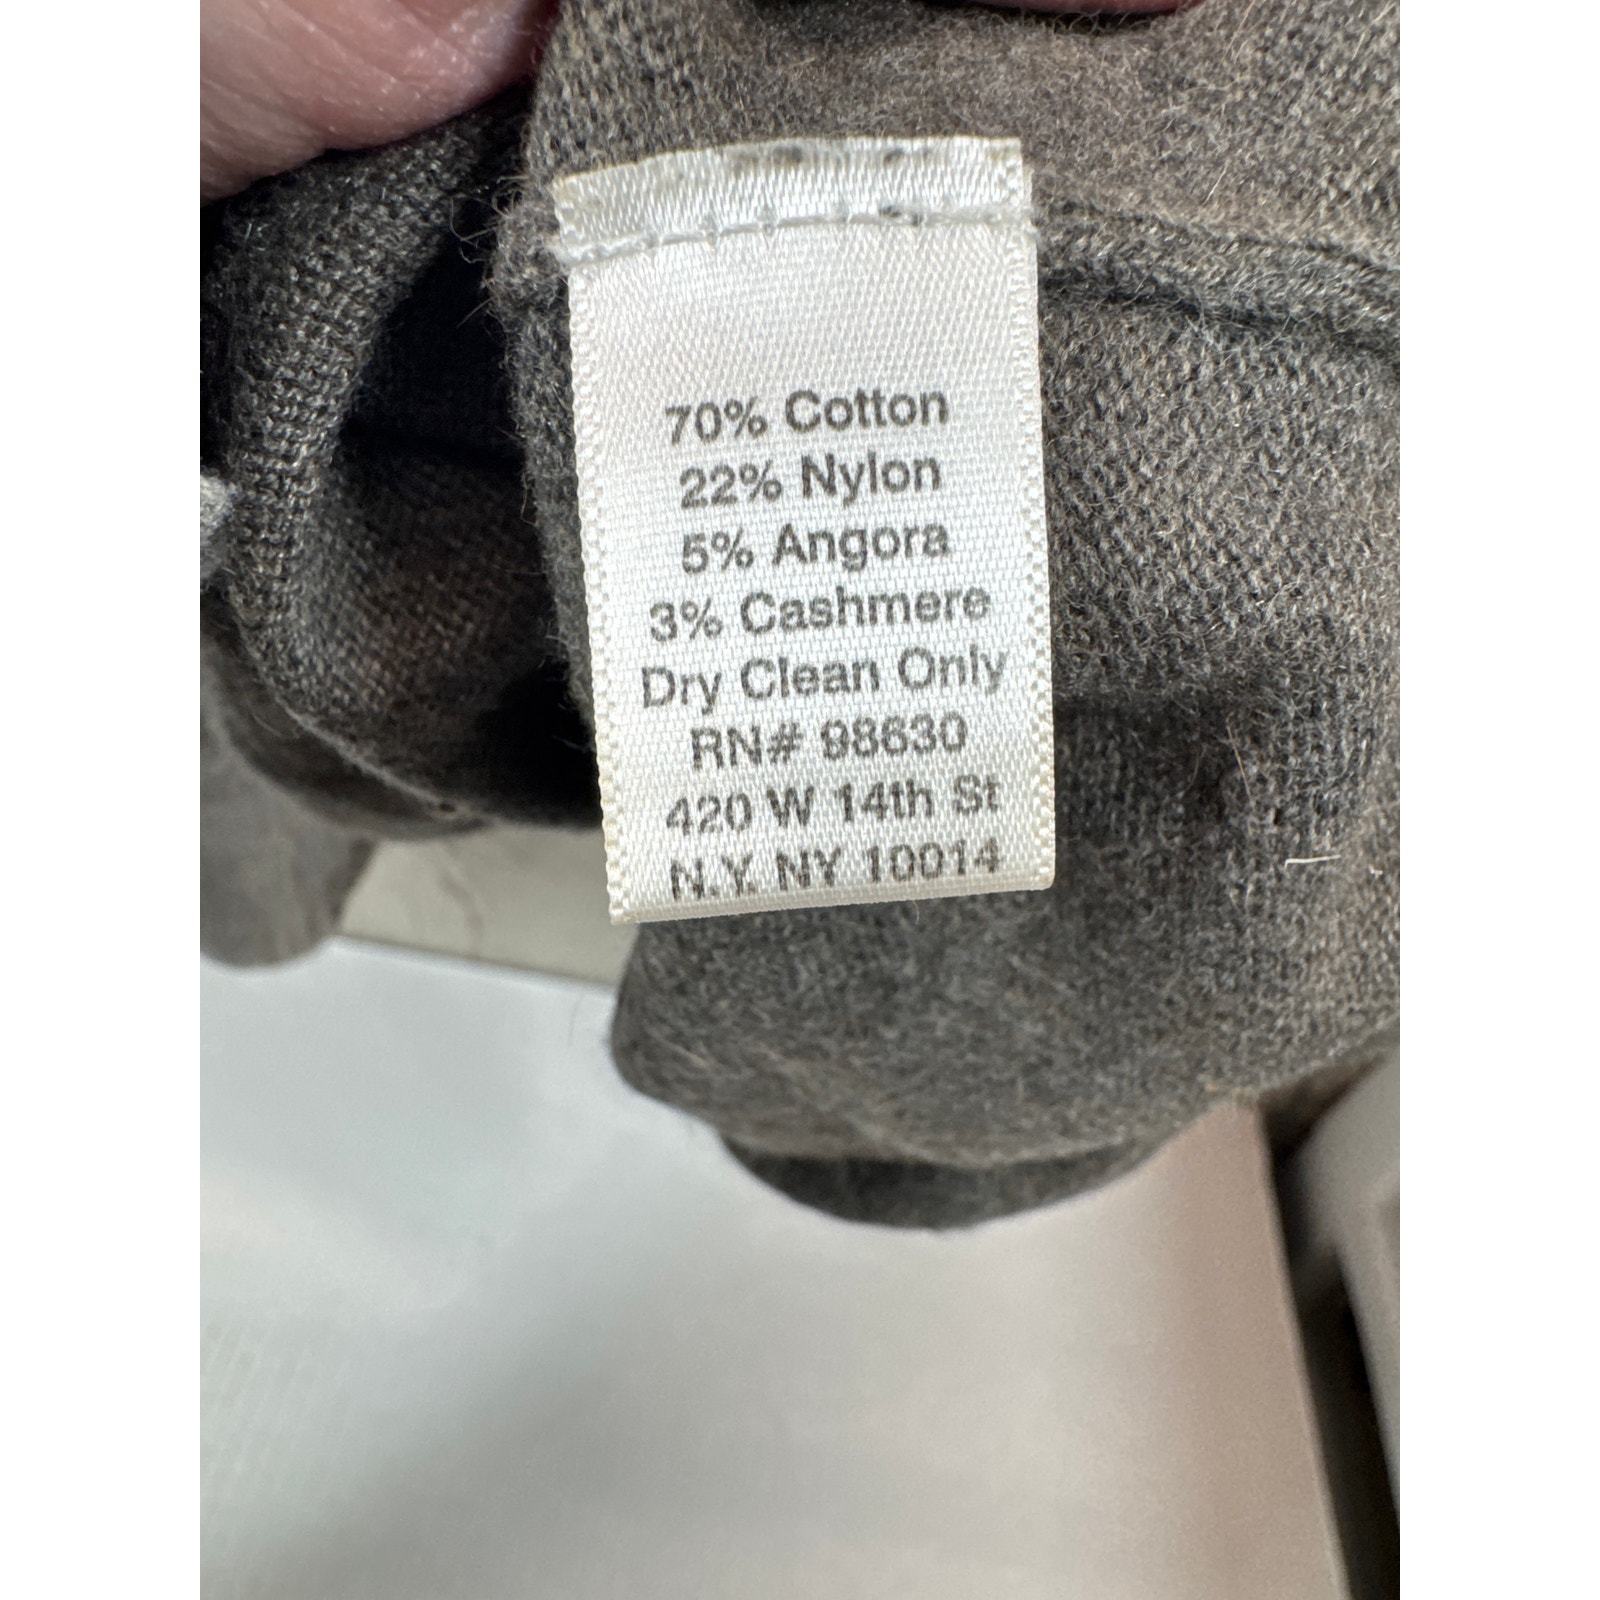 70% Cotton
22% Nylon
5% Angora
3% Cashmere
Dry Clean Only
RN# 98630
420 W 14th St
N.Y. NY 10014